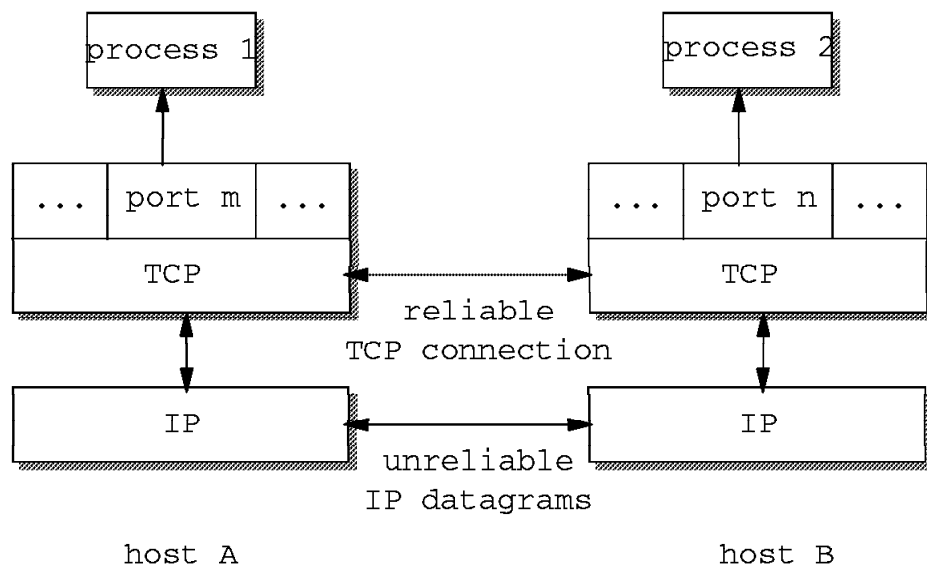 process 1
process 2
... port m ...
... port n ...
TCP
TCP
reliable
TCP connection
IP
IP
unreliable
IP datagrams
host A
host B